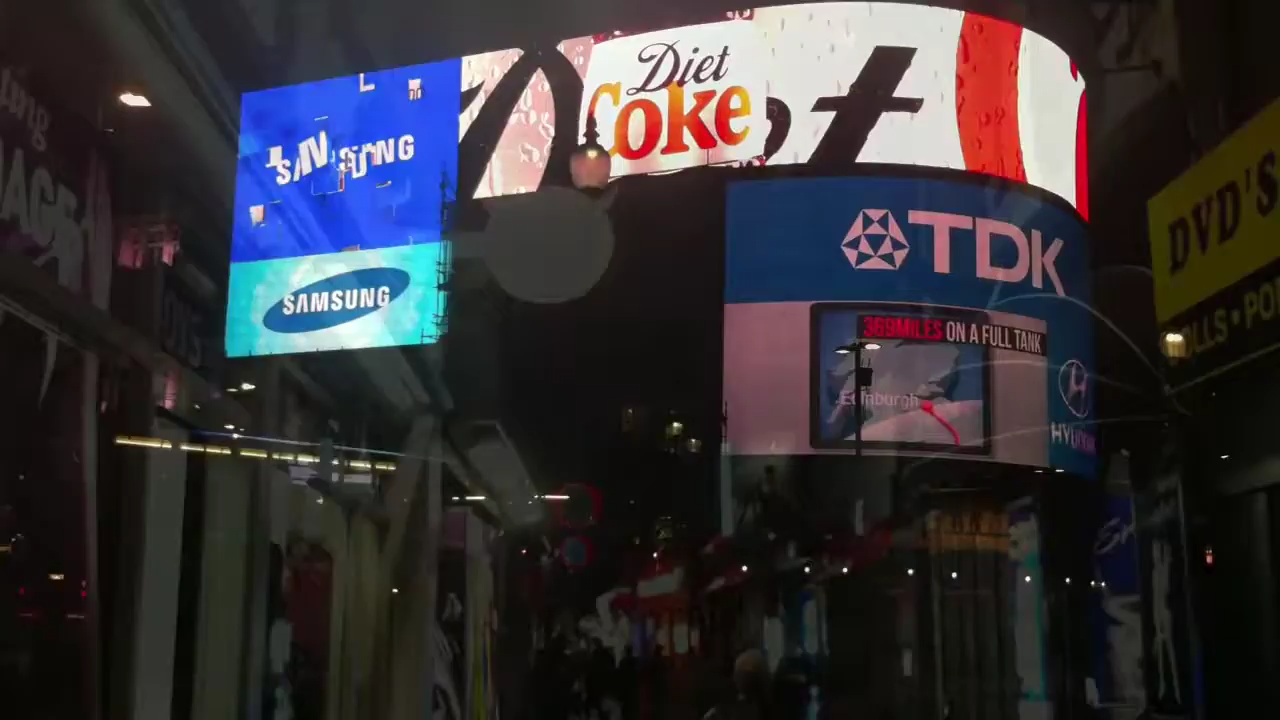 SAMSUNG
SAMSUNG
Diet
Coke
TDK
369MILES ON A FULL TANK
Edinburgh
HYUNDAI
DVD'S